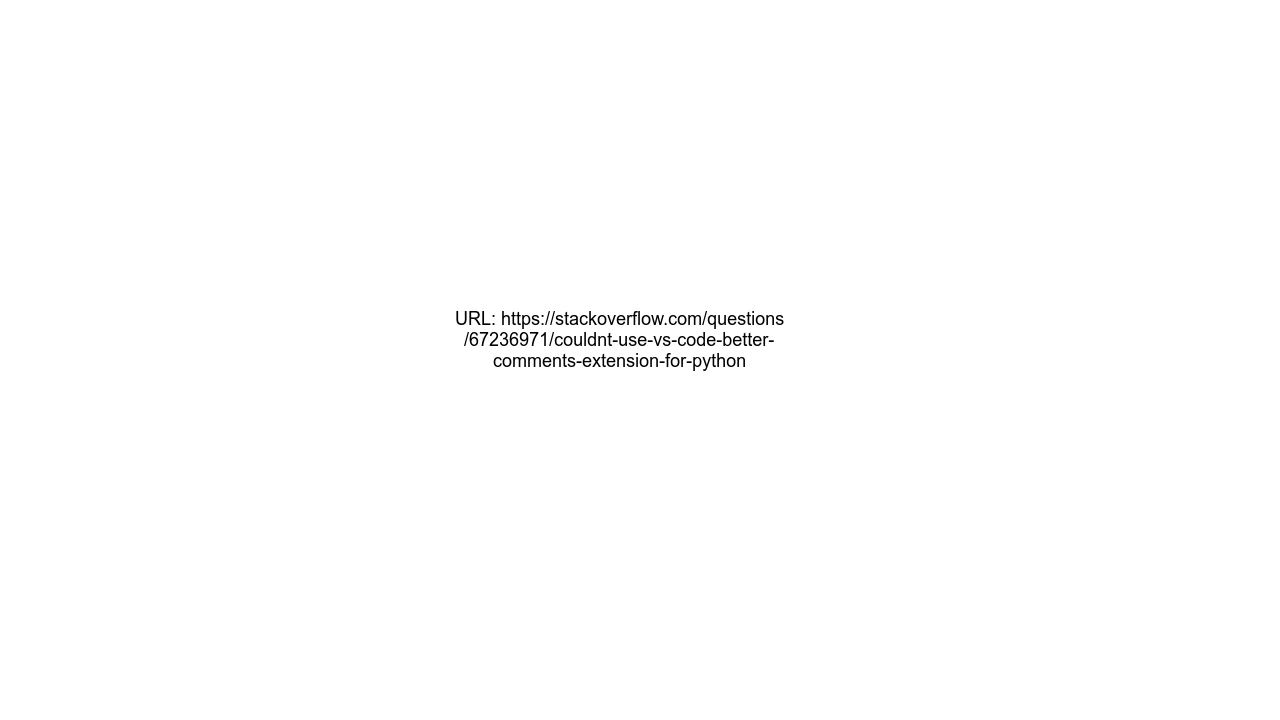 URL: https://stackoverflow.com/questions
/67236971/couldnt-use-vs-code-better-
comments-extension-for-python